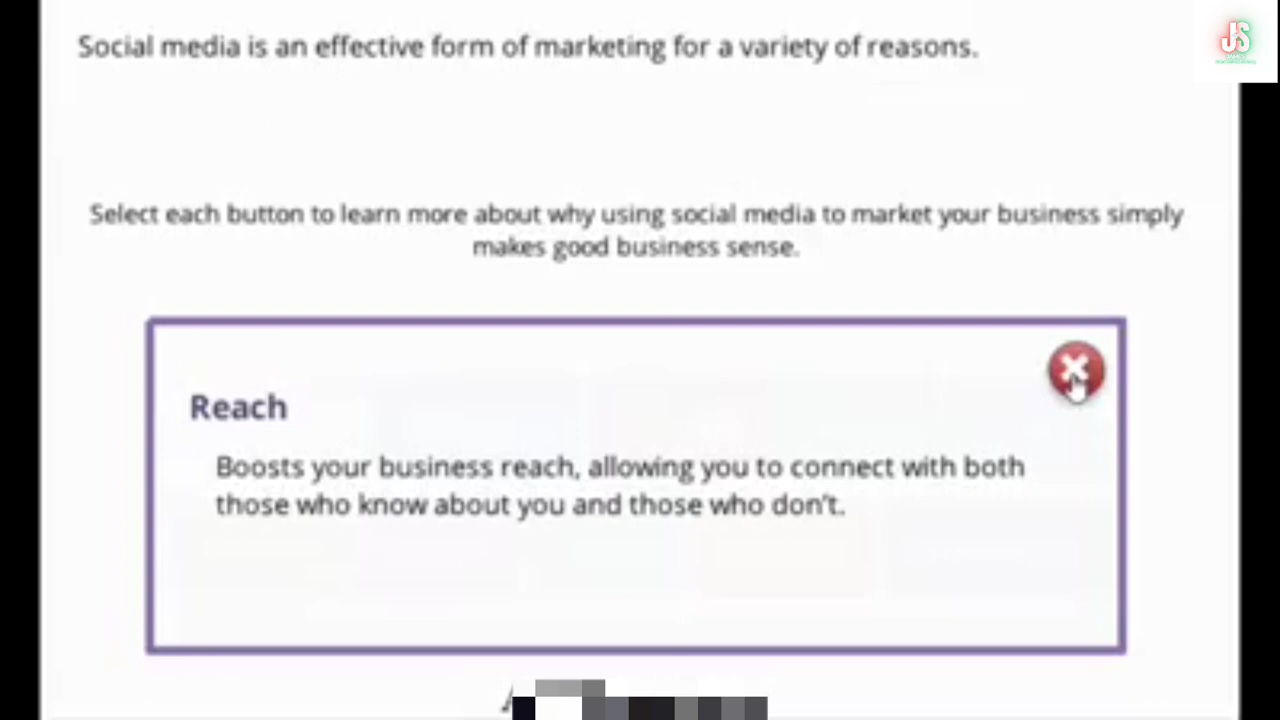 Social media is an effective form of marketing for a variety of reasons.
JS
Select each button to learn more about why using social media to market your business simply
makes good business sense.
Reach
Boosts your business reach, allowing you to connect with both
those who know about you and those who don't.